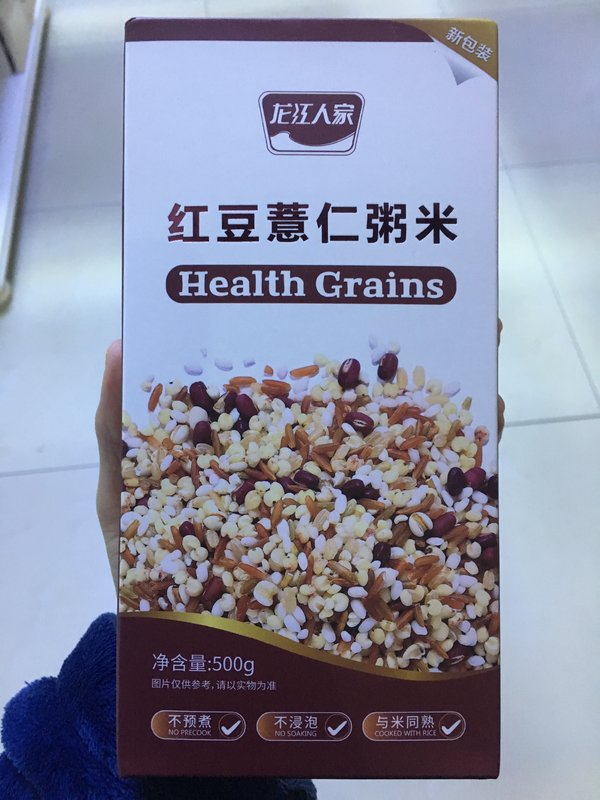 新包装
龙江人家
红豆薏仁粥米
Health Grains
净含量:500g
图片仅供参考,请以实物为准
不预煮
NO PRECOOK
不浸泡
NO SOAKING
与米同熟
COOKED WITH RICE